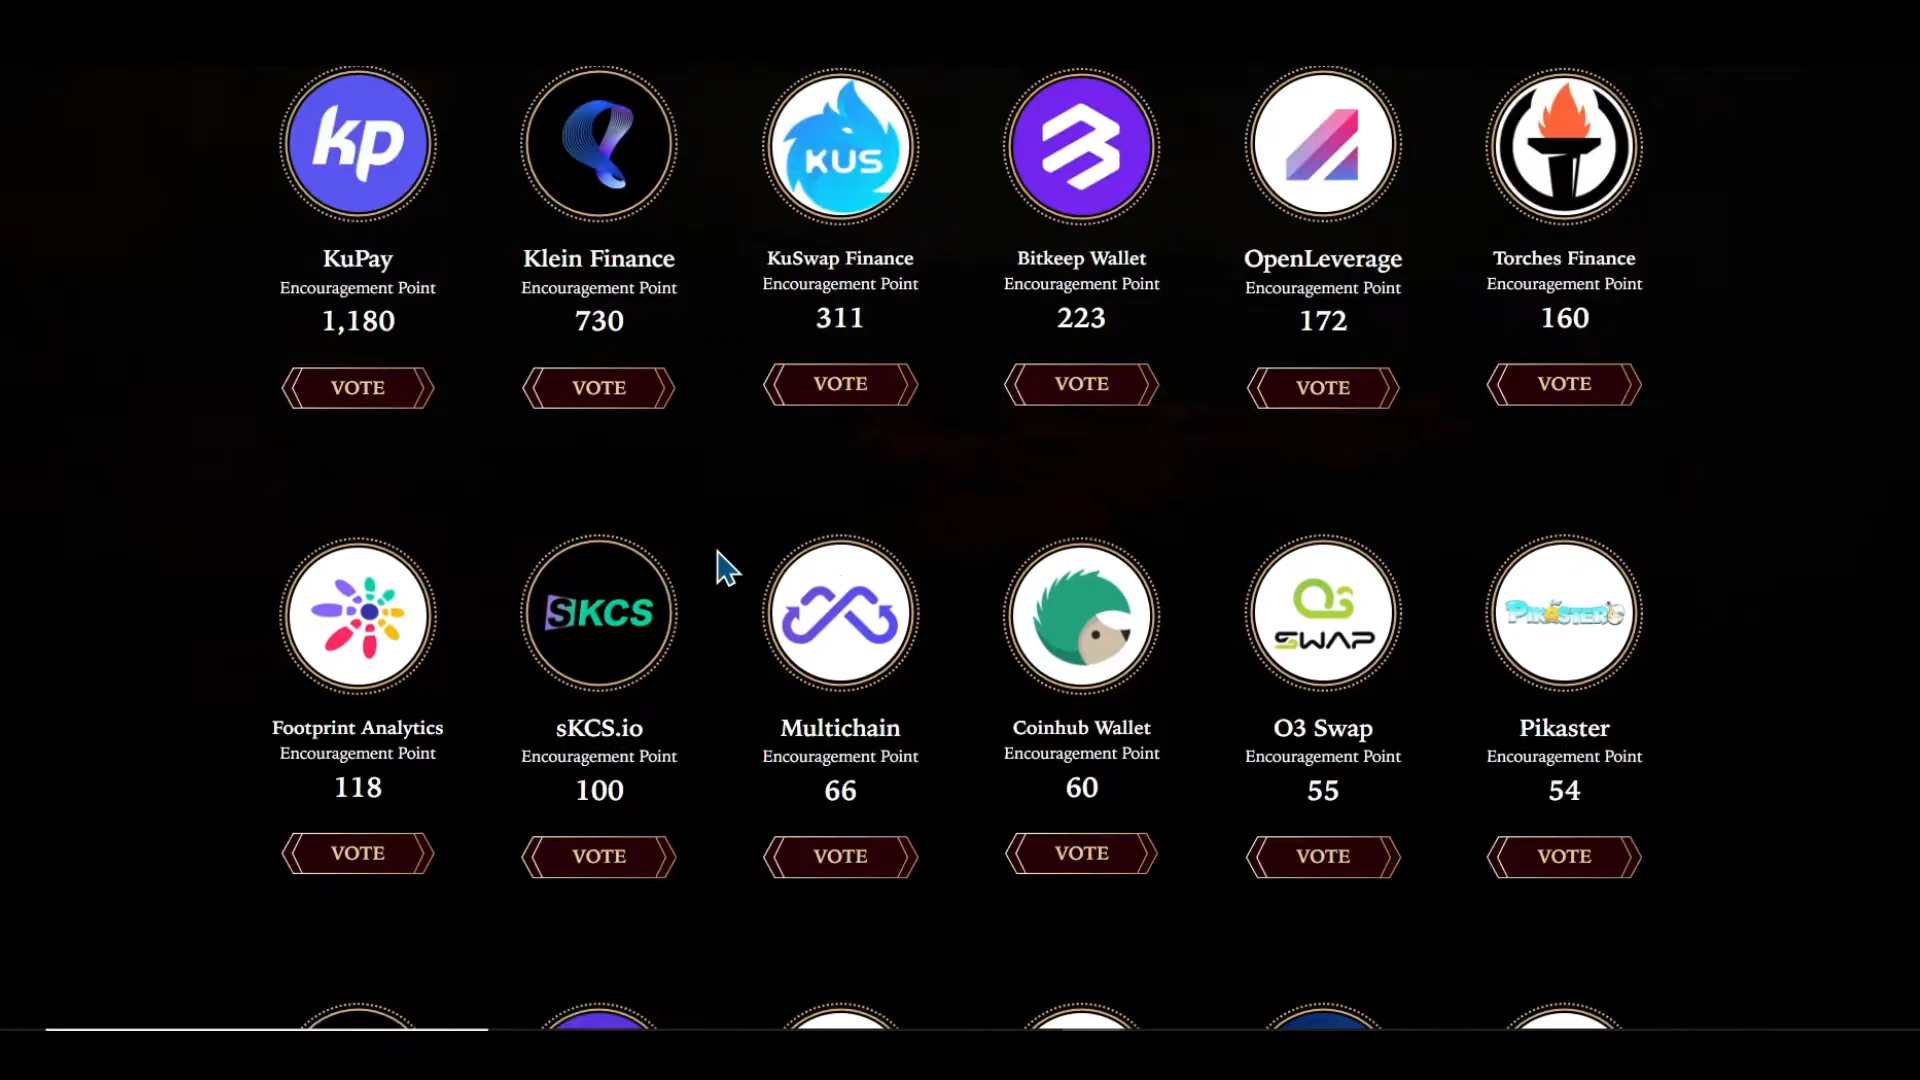 kp
KUS
KuPay
Klein Finance
KuSwap Finance
Bitkeep Wallet
OpenLeverage
Torches Finance
Encouragement Point
Encouragement Point
Encouragement Point
Encouragement Point
Encouragement Point
Encouragement Point
1,180
730
311
223
172
160
VOTE
VOTE
VOTE
VOTE
VOTE
VOTE
SKCS
O3
SWAP
PIKASTER
Footprint Analytics
sKCS.io
Multichain
Coinhub Wallet
O3 Swap
Pikaster
Encouragement Point
Encouragement Point
Encouragement Point
Encouragement Point
Encouragement Point
Encouragement Point
118
100
66
60
55
54
VOTE
VOTE
VOTE
VOTE
VOTE
VOTE